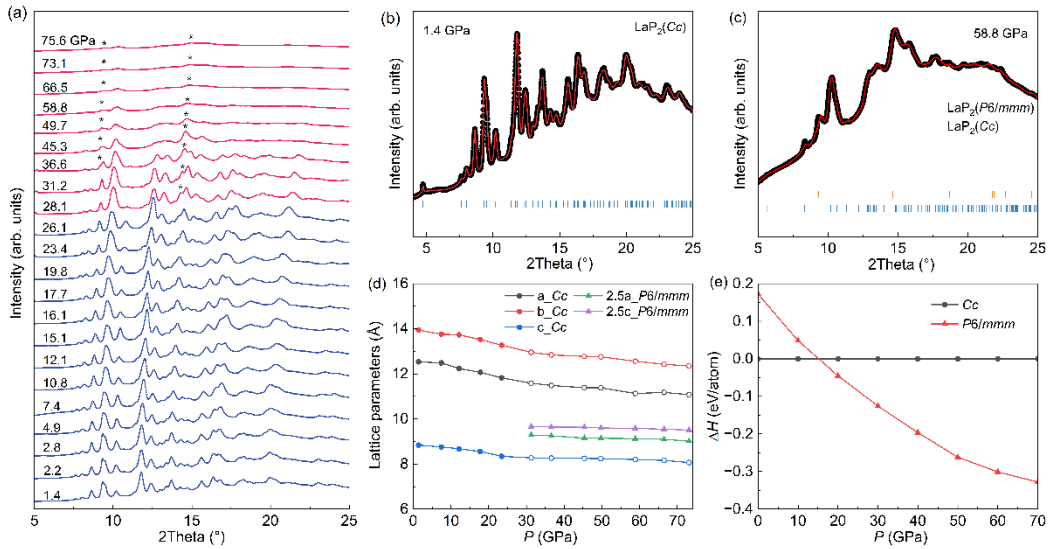 (a)
75.6 GPa
73.1
66.5
58.8
49.7
45.3
36.6
31.2
28.1
26.1
23.4
19.8
17.7
16.1
15.1
12.1
10.8
7.4
4.9
2.8
2.2
1.4
* *
* *
* *
* *
* *
* *
* *
*
Intensity (arb. units)
5 10 15 20 25
2Theta (°)
(b)
1.4 GPa
LaP2(Cc)
Intensity (arb. units)
5 10 15 20 25
2Theta (°)
(c)
58.8 GPa
LaP2(P6/mmm)
LaP2(Cc)
Intensity (arb. units)
5 10 15 20 25
2Theta (°)
(d)
a_Cc 2.5a_P6/mmm
b_Cc 2.5c_P6/mmm
c_Cc
Lattice parameters (Å)
16
14
12
10
8
6
0 10 20 30 40 50 60 70
P (GPa)
(e)
Cc
P6/mmm
ΔH (eV/atom)
0.2
0.1
0.0
−0.1
−0.2
−0.3
−0.4
0 10 20 30 40 50 60 70
P (GPa)